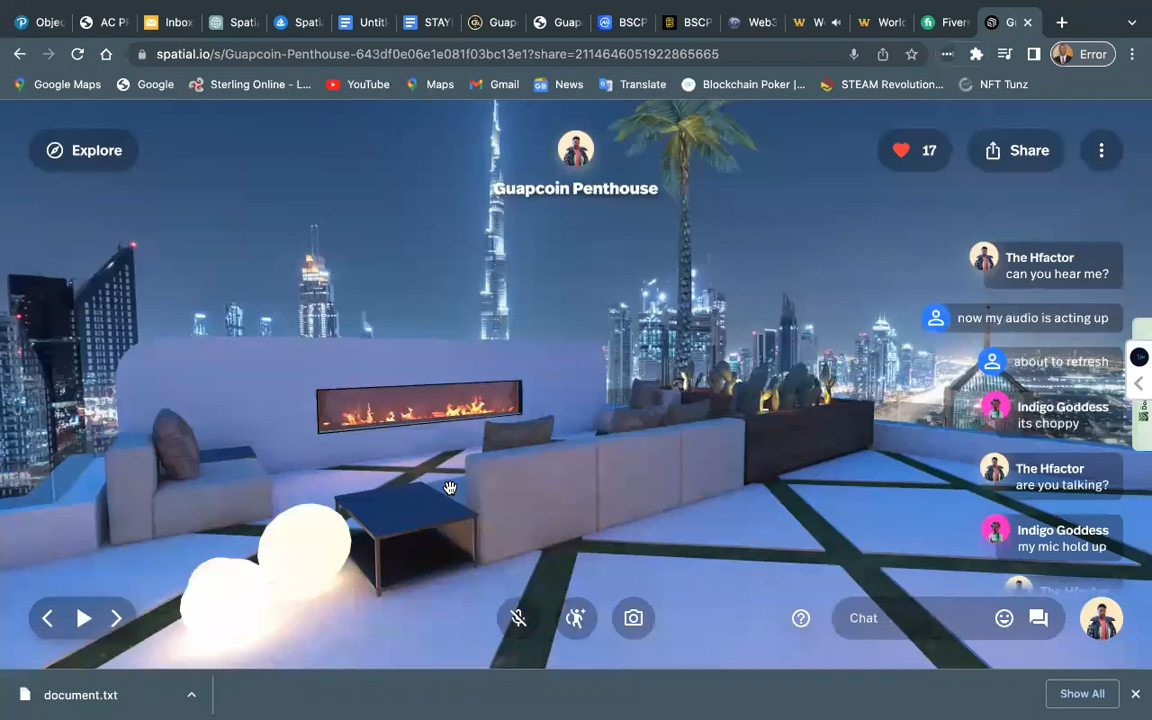 Objec
AC P
Inbox
Spati
Spati
Untitl
STAY
Guap
Guap
BSCP
BSCP
Web3
W
Worl
Fiver
G
spatial.io/s/Guapcoin-Penthouse-643df0e06e1e081f03bc13e1?share=2114646051922865665
Error
Google Maps
Google
Sterling Online - L...
YouTube
Maps
Gmail
News
Translate
Blockchain Poker |...
STEAM Revolution...
NFT Tunz
Explore
17
Share
Guapcoin Penthouse
The Hfactor
can you hear me?
now my audio is acting up
about to refresh
Indigo Goddess
its choppy
The Hfactor
are you talking?
Indigo Goddess
my mic hold up
The Hfactor
Chat
document.txt
Show All